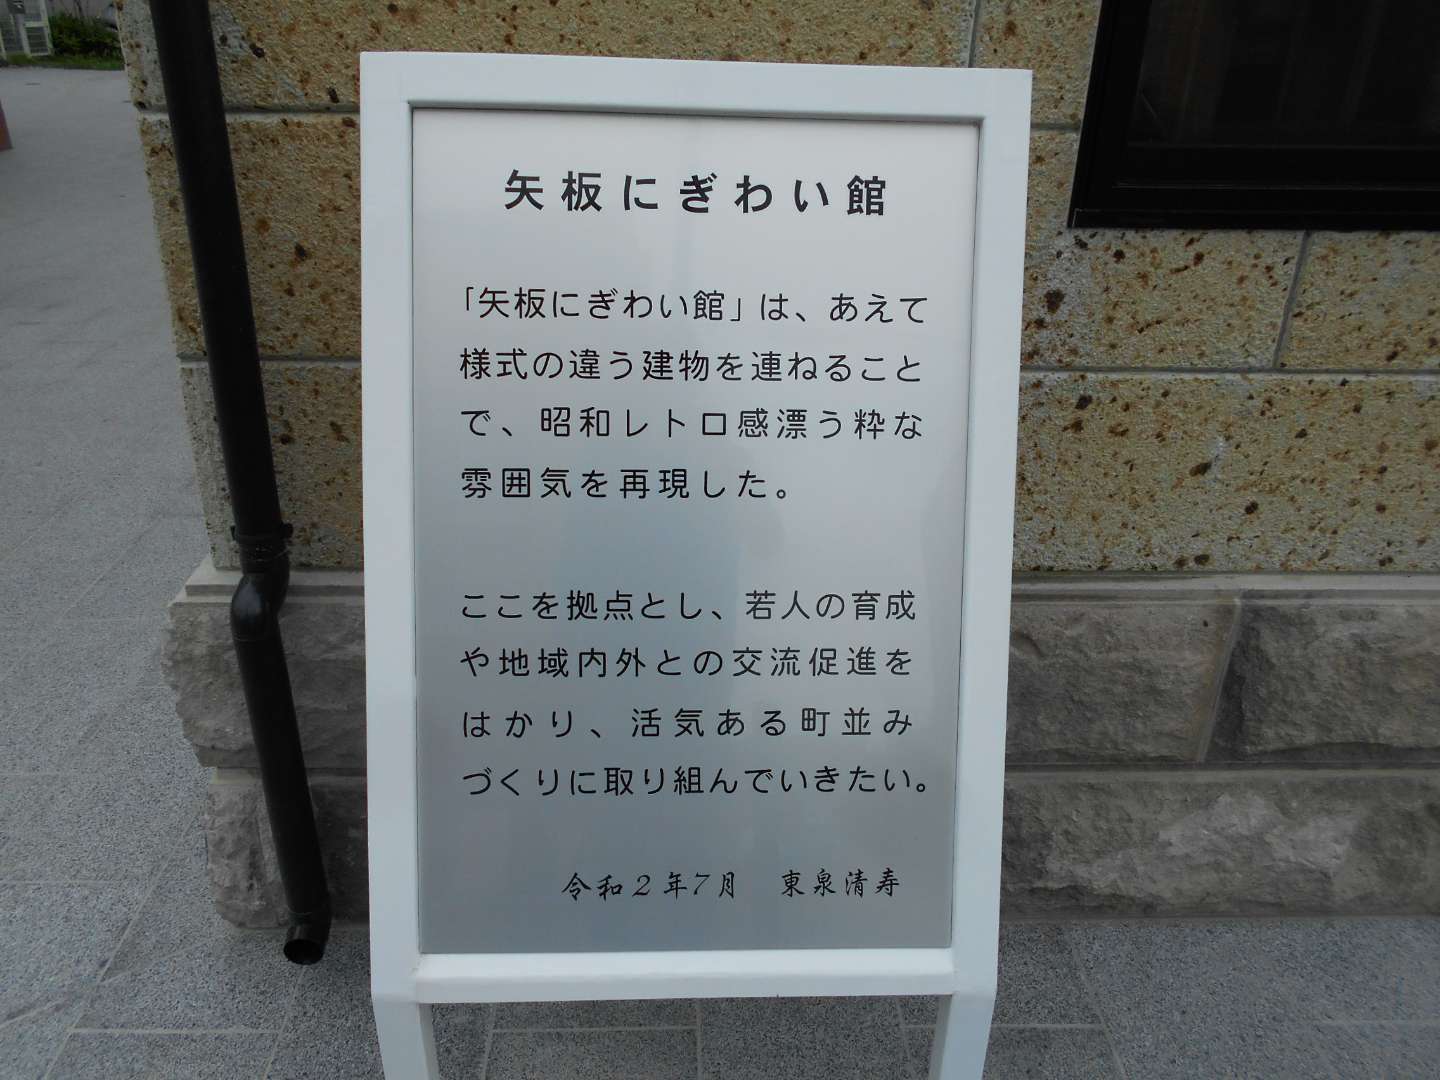 矢板にぎわい館
「矢板にぎわい館」は、あえて
様式の違う建物を連ねること
で、昭和レトロ感漂う粋な
雰囲気を再現した。
ここを拠点とし、若人の育成
や地域内外との交流促進を
はかり、活気ある町並み
づくりに取り組んでいきたい。
令和2年7月　東泉清寿